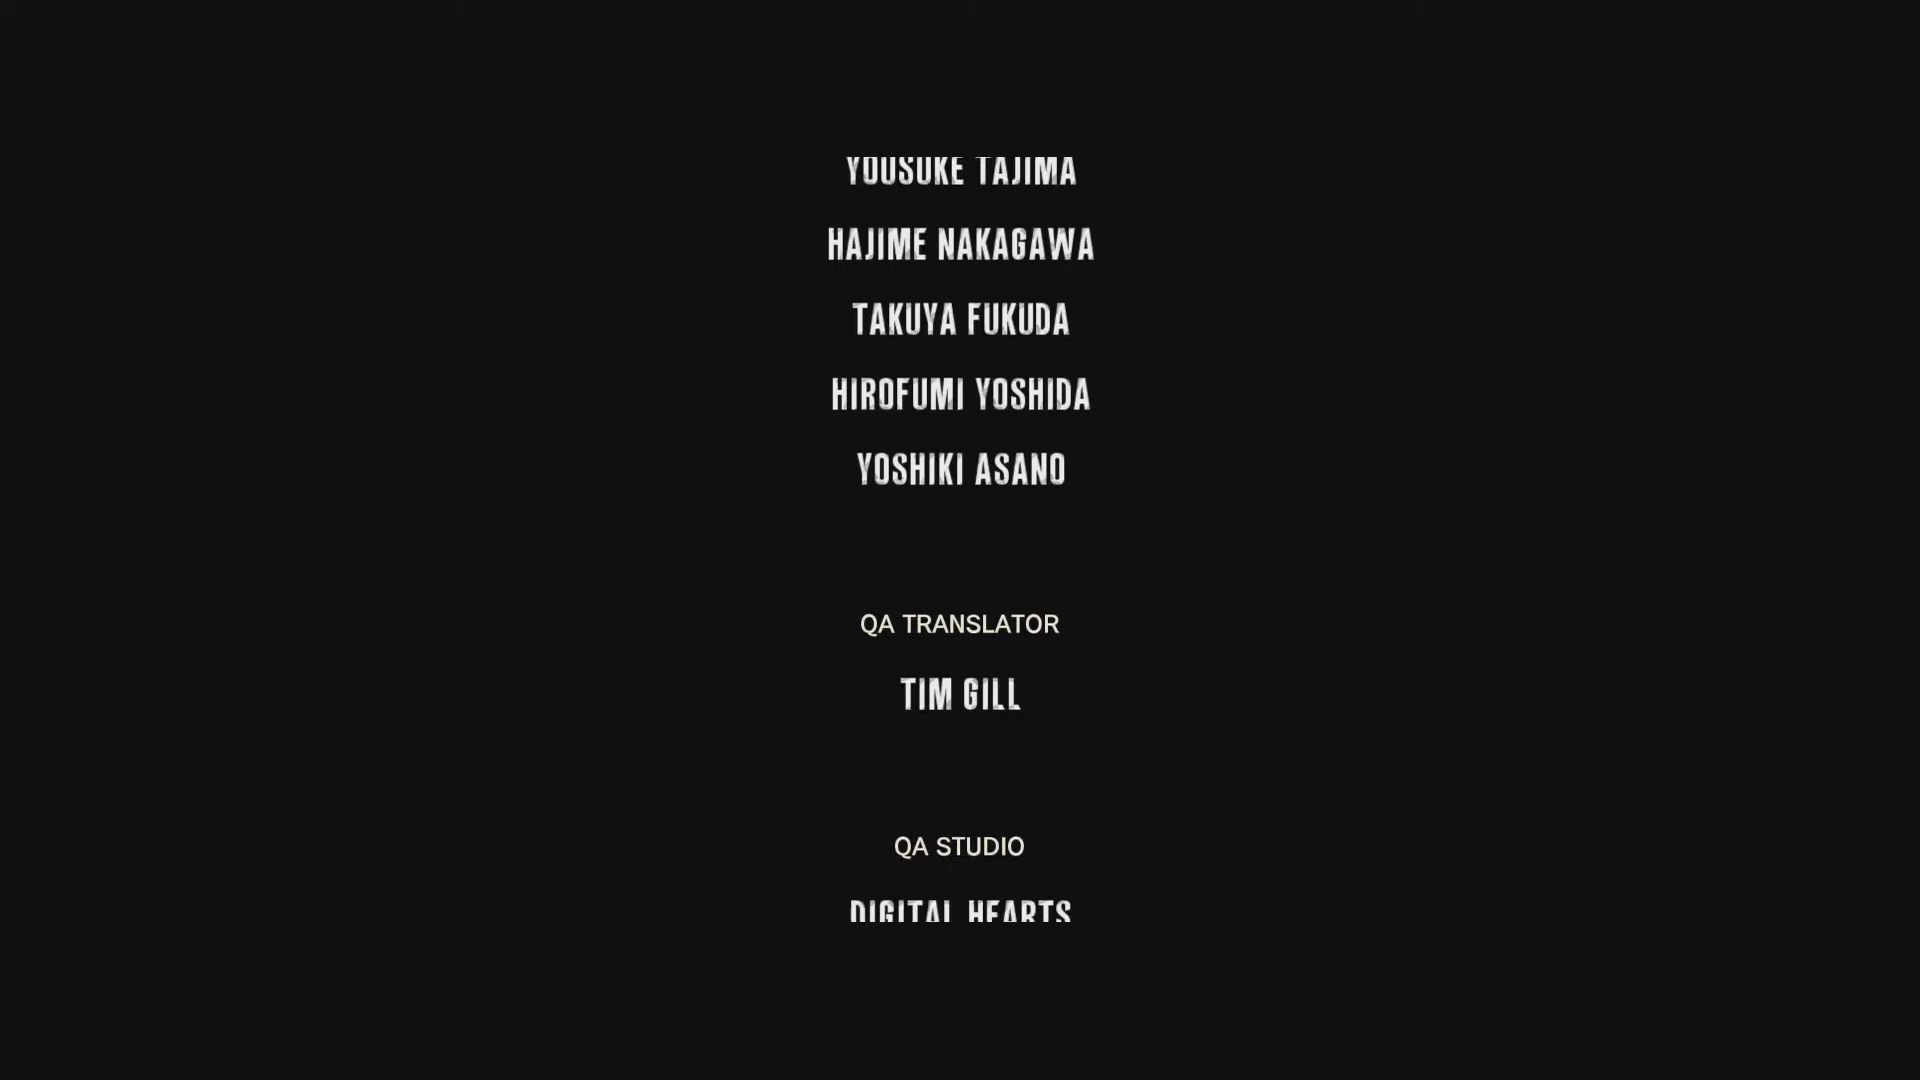 YOUSUKE TAJIMA
HAJIME NAKAGAWA
TAKUYA FUKUDA
HIROFUMI YOSHIDA
YOSHIKI ASANO
QA TRANSLATOR
TIM GILL
QA STUDIO
DIGITAL HEARTS